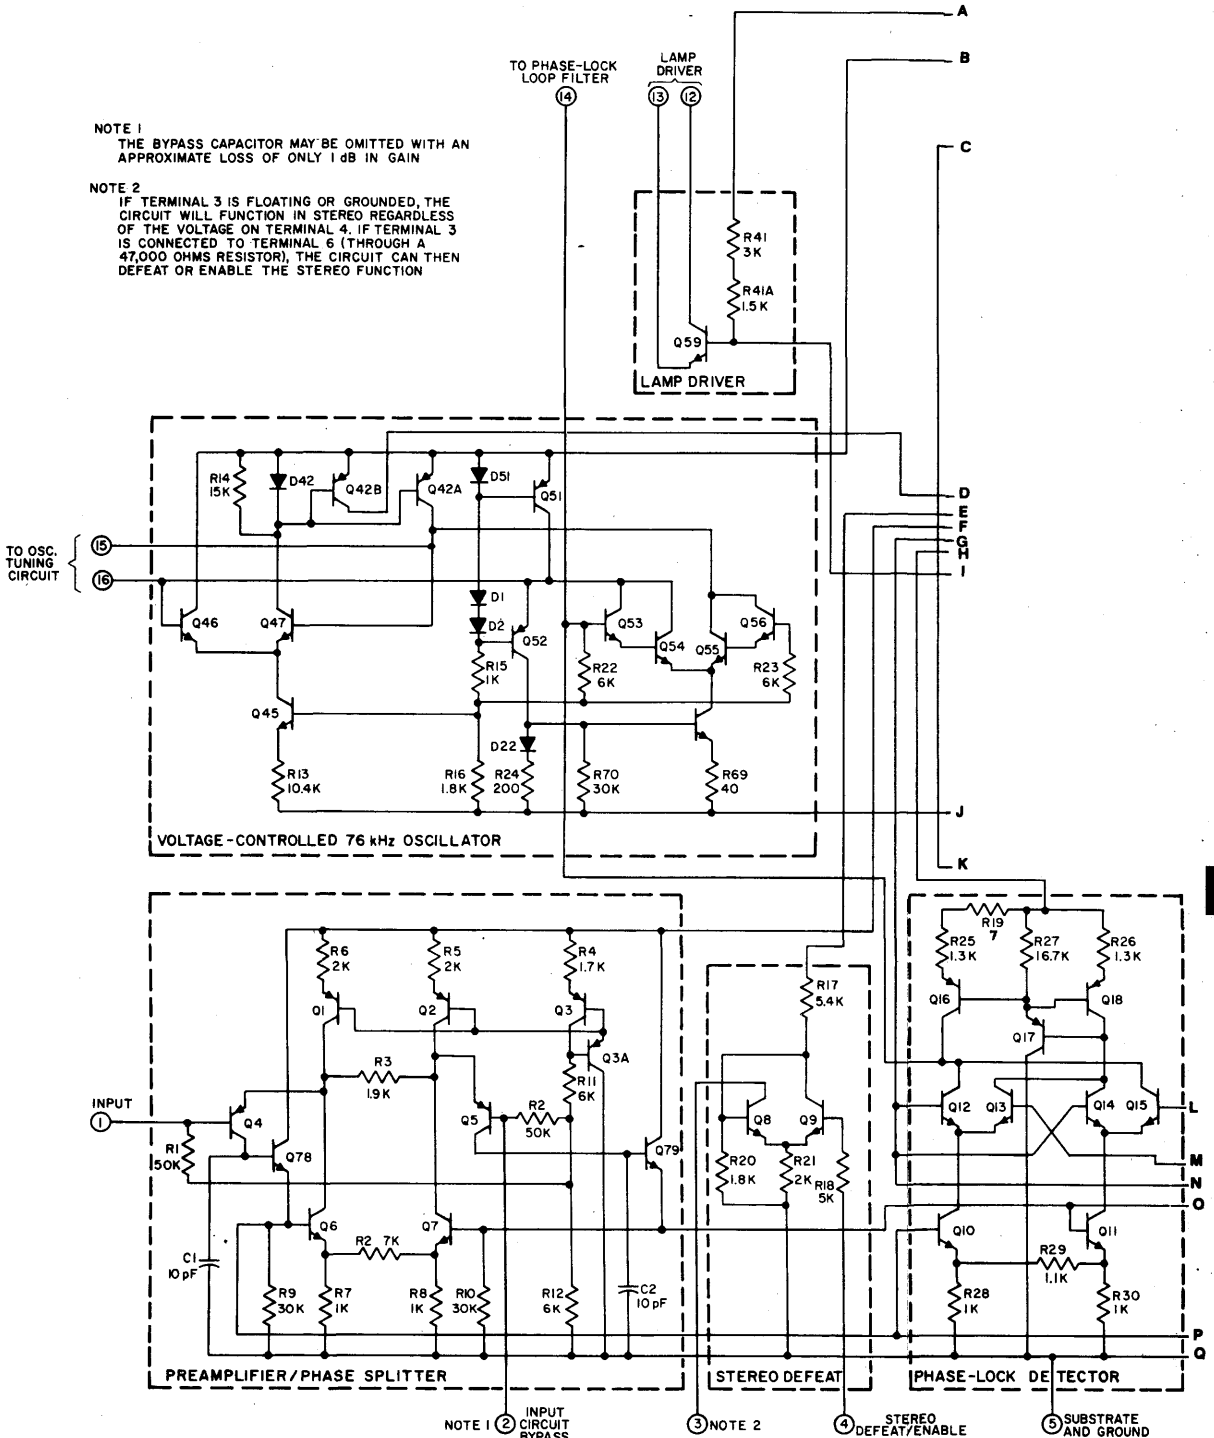 A
B
TO PHASE-LOCK
LOOP FILTER
14
LAMP
DRIVER
13
12
NOTE 1
THE BYPASS CAPACITOR MAY BE OMITTED WITH AN
APPROXIMATE LOSS OF ONLY 1 dB IN GAIN
C
NOTE 2
IF TERMINAL 3 IS FLOATING OR GROUNDED, THE
CIRCUIT WILL FUNCTION IN STEREO REGARDLESS
OF THE VOLTAGE ON TERMINAL 4. IF TERMINAL 3
IS CONNECTED TO TERMINAL 6 (THROUGH A
47,000 OHMS RESISTOR), THE CIRCUIT CAN THEN
DEFEAT OR ENABLE THE STEREO FUNCTION
R41
3K
R41A
1.5K
Q59
LAMP DRIVER
R14
15K
D42
Q42B
Q42A
D51
Q51
D
E
F
G
H
I
TO OSC.
TUNING
CIRCUIT
15
16
Q46
Q47
D1
D2
Q52
Q53
Q54
Q55
Q56
R15
1K
R22
6K
R23
6K
Q45
D22
R13
10.4K
R16
1.8K
R24
200
R70
30K
R69
40
J
VOLTAGE-CONTROLLED 76 kHz OSCILLATOR
K
R6
2K
R5
2K
R4
1.7K
R19
7
R25
1.3K
R27
16.7K
R26
1.3K
R17
5.4K
Q1
Q2
Q3
Q16
Q18
Q17
Q3A
R3
1.9K
R11
6K
INPUT
1
Q4
Q5
R2
50K
Q8
Q9
Q12
Q13
Q14
Q15
L
R1
50K
Q78
Q79
R20
1.8K
R21
2K
R18
5K
M
N
O
Q6
Q7
R2 7K
Q10
Q11
C1
10 pF
R29
1.1K
R9
30K
R7
1K
R8
1K
R10
30K
R12
6K
C2
10 pF
R28
1K
R30
1K
P
Q
PREAMPLIFIER/PHASE SPLITTER
STEREO DEFEAT
PHASE-LOCK DETECTOR
NOTE 1
2
INPUT
CIRCUIT
BYPASS
3
NOTE 2
4
STEREO
DEFEAT/ENABLE
5
SUBSTRATE
AND GROUND